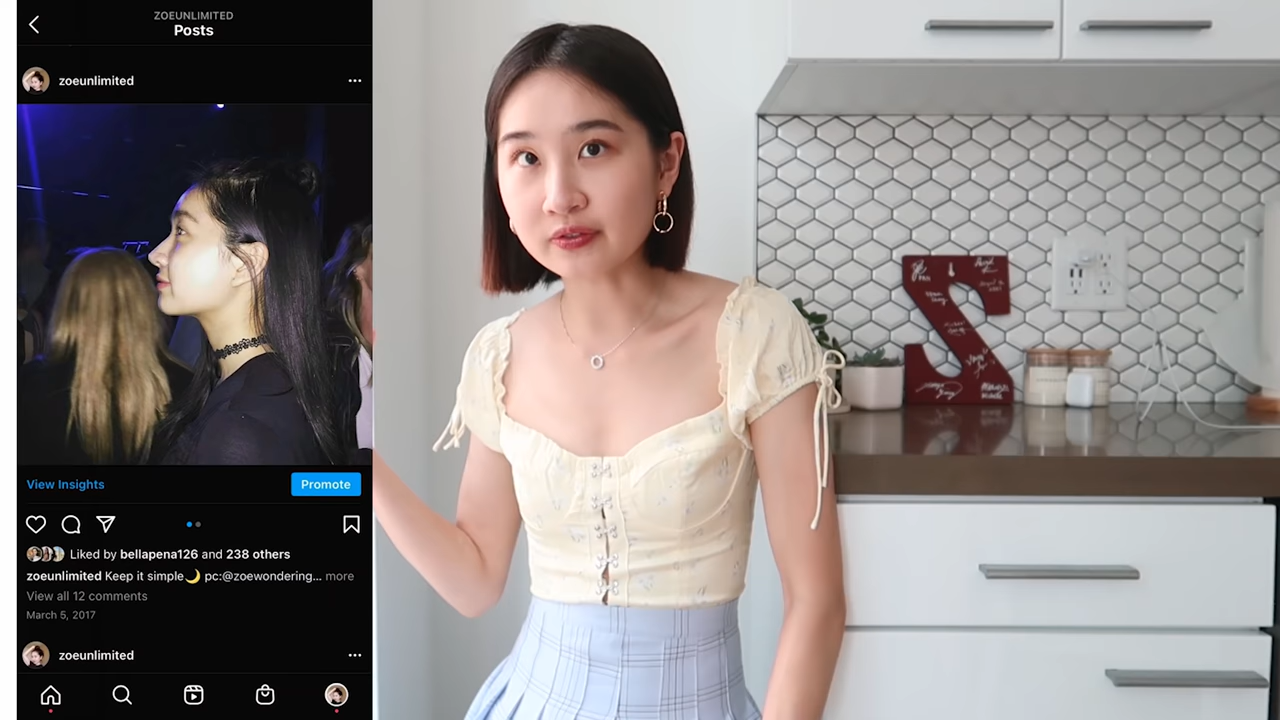 ZOEUNLIMITED
Posts
zoeunlimited
View Insights
Promote
Liked by bellapena126 and 238 others
zoeunlimited Keep it simple🌙 pc:@zoewondering... more
View all 12 comments
March 5, 2017
zoeunlimited
Z